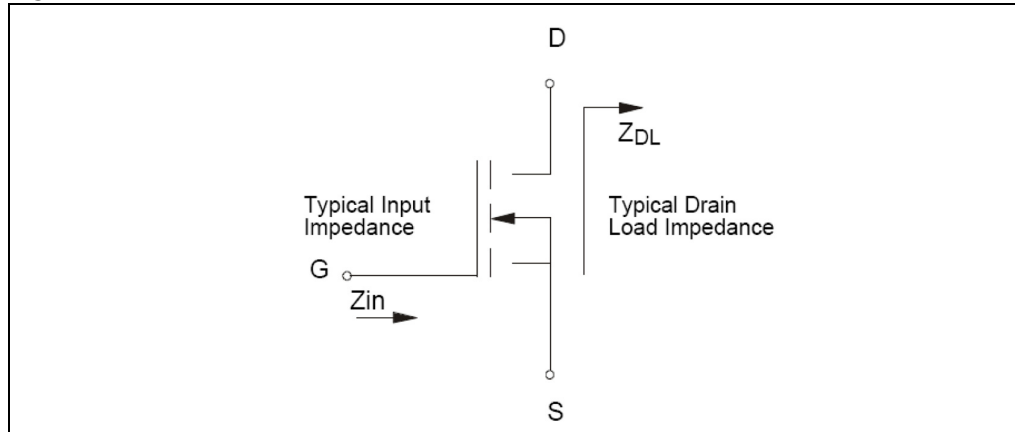 D
ZDL
Typical Input
Impedance
Typical Drain
Load Impedance
G
Zin
S